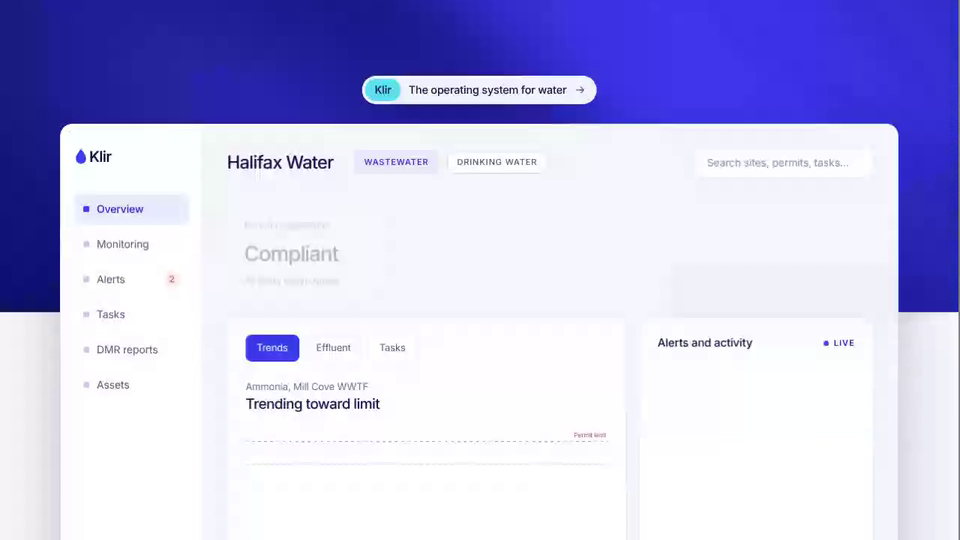 Klir The operating system for water →
Klir
Halifax Water WASTEWATER DRINKING WATER Search sites, permits, tasks...
Overview
Monitoring
Alerts 2
Tasks
DMR reports
Assets
Compliant
Trends Effluent Tasks
Ammonia, Mill Cove WWTF
Trending toward limit
Permit limit
Alerts and activity LIVE